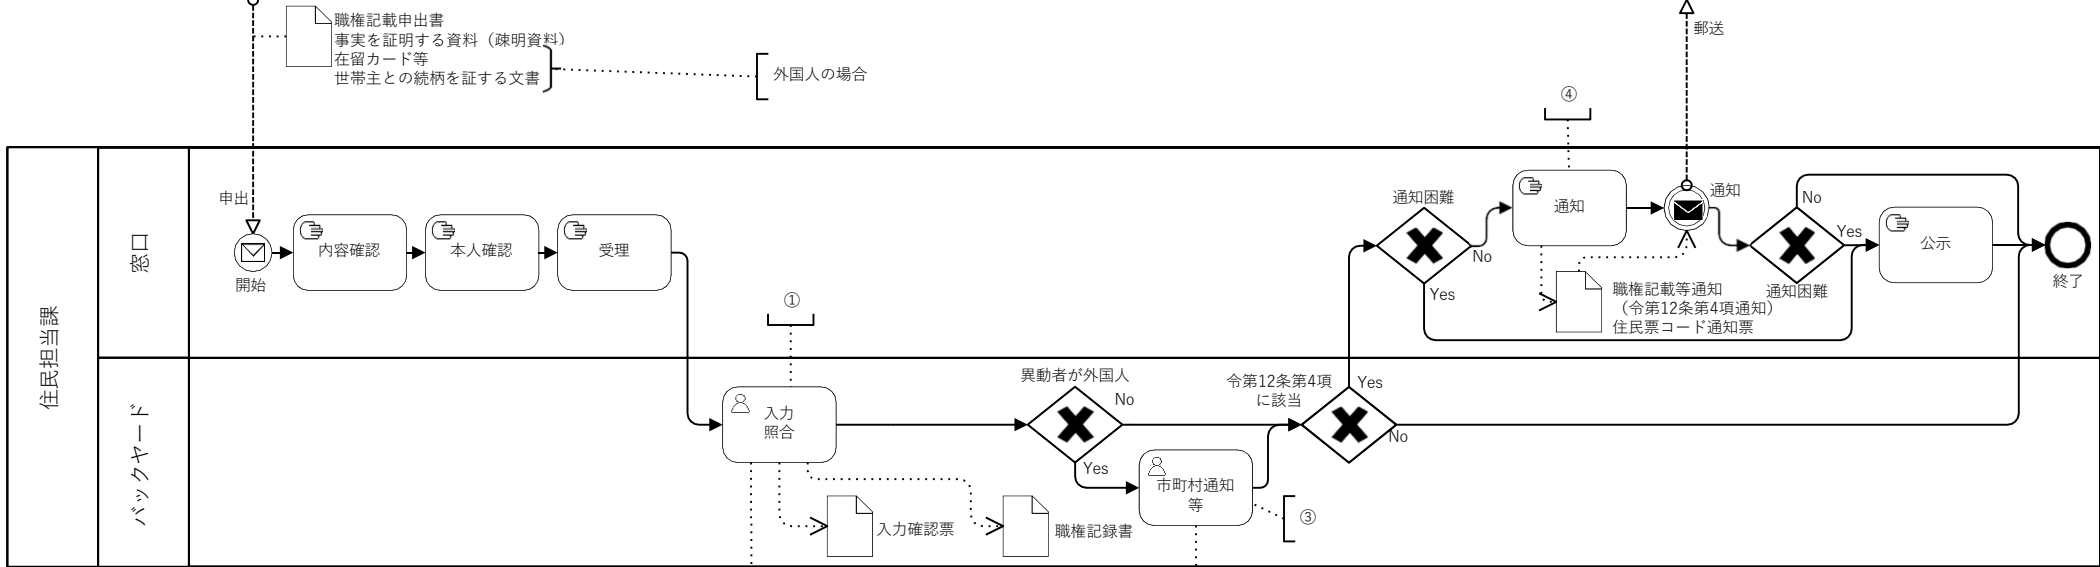 職権記載申出書
事実を証明する資料（疎明資料）
在留カード等
世帯主との続柄を証する文書
外国人の場合
郵送
④
住民担当課
窓口
申出
開始
内容確認
本人確認
受理
①
通知困難
No
Yes
通知
通知
職権記載等通知
（令第12条第4項通知）
住民票コード通知票
No
Yes
通知困難
公示
終了
バックヤード
入力
照合
入力確認票
職権記録書
異動者が外国人
No
Yes
市町村通知
等
③
令第12条第4項
に該当
Yes
No